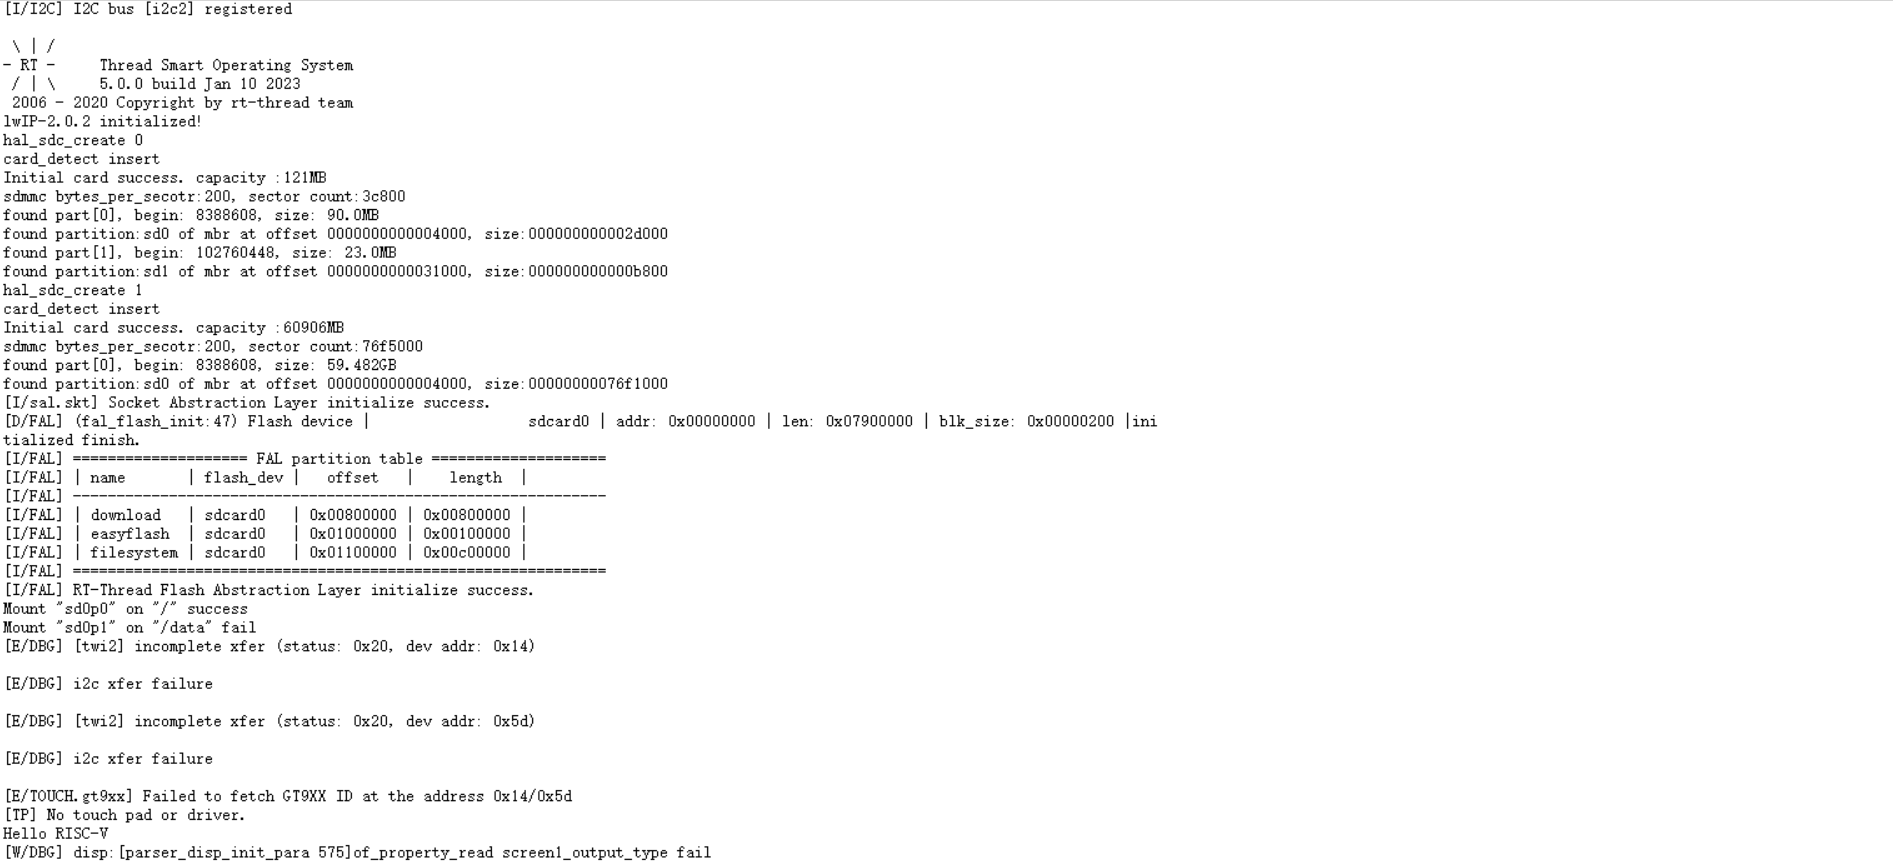 [I/I2C] I2C bus [i2c2] registered
\ | /
- RT -     Thread Smart Operating System
/ | \     5.0.0 build Jan 10 2023
2006 - 2020 Copyright by rt-thread team
lwIP-2.0.2 initialized!
hal_sdc_create 0
card_detect insert
Initial card success. capacity :121MB
sdmmc bytes_per_secotr:200, sector count:3c800
found part[0], begin: 8388608, size: 90.0MB
found partition:sd0 of mbr at offset 0000000000004000, size:000000000002d000
found part[1], begin: 102760448, size: 23.0MB
found partition:sd1 of mbr at offset 0000000000031000, size:000000000000b800
hal_sdc_create 1
card_detect insert
Initial card success. capacity :60906MB
sdmmc bytes_per_secotr:200, sector count:76f5000
found part[0], begin: 8388608, size: 59.482GB
found partition:sd0 of mbr at offset 0000000000004000, size:00000000076f1000
[I/sal.skt] Socket Abstraction Layer initialize success.
[D/FAL] (fal_flash_init:47) Flash device |                   sdcard0 | addr: 0x00000000 | len: 0x07900000 | blk_size: 0x00000200 |ini
tialized finish.
[I/FAL] ==================== FAL partition table ====================
[I/FAL] | name       | flash_dev |   offset   |    length  |
[I/FAL] -------------------------------------------------------------
[I/FAL] | download   | sdcard0   | 0x00800000 | 0x00800000 |
[I/FAL] | easyflash  | sdcard0   | 0x01000000 | 0x00100000 |
[I/FAL] | filesystem | sdcard0   | 0x01100000 | 0x00c00000 |
[I/FAL] =============================================================
[I/FAL] RT-Thread Flash Abstraction Layer initialize success.
Mount "sd0p0" on "/" success
Mount "sd0p1" on "/data" fail
[E/DBG] [twi2] incomplete xfer (status: 0x20, dev addr: 0x14)
[E/DBG] i2c xfer failure
[E/DBG] [twi2] incomplete xfer (status: 0x20, dev addr: 0x5d)
[E/DBG] i2c xfer failure
[E/TOUCH.gt9xx] Failed to fetch GT9XX ID at the address 0x14/0x5d
[TP] No touch pad or driver.
Hello RISC-V
[W/DBG] disp:[parser_disp_init_para 575]of_property_read screen1_output_type fail